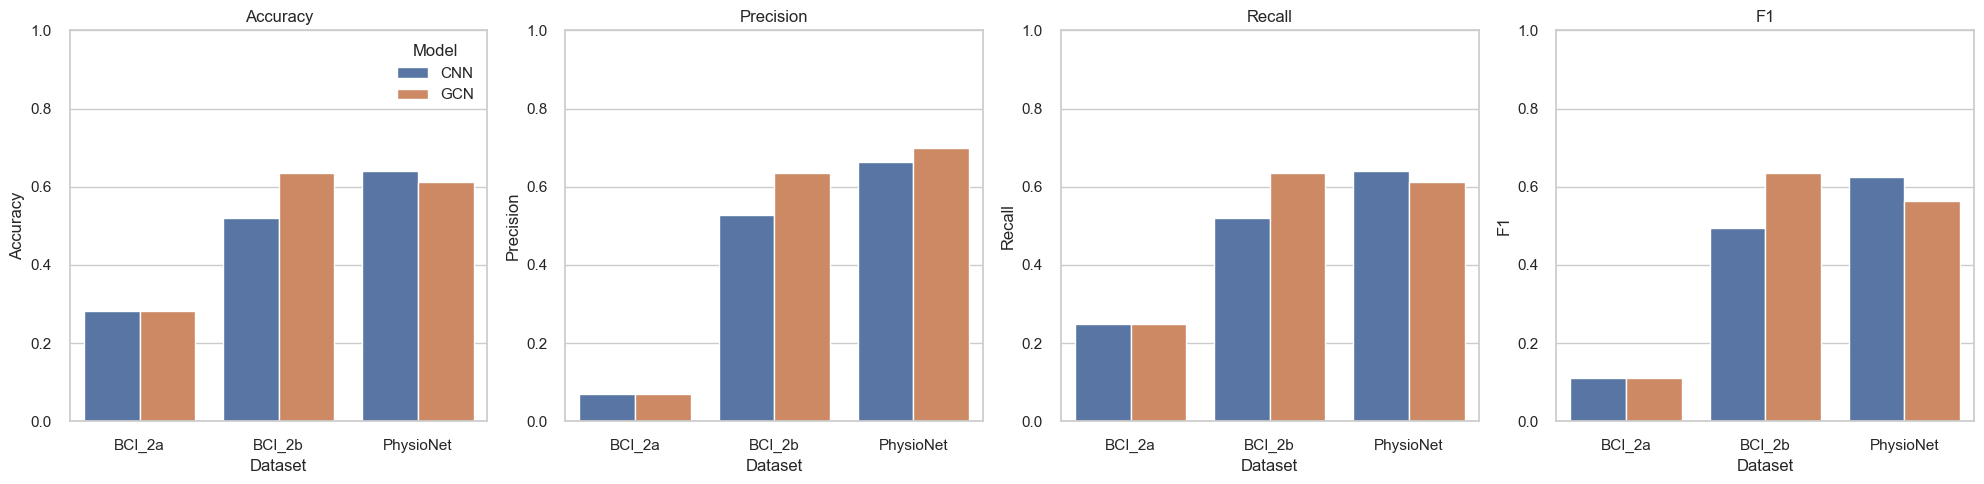 Accuracy
1.0
0.8
0.6
0.4
0.2
0.0
Accuracy
Model
CNN
GCN
BCI_2a
BCI_2b
PhysioNet
Dataset
Precision
1.0
0.8
0.6
0.4
0.2
0.0
Precision
BCI_2a
BCI_2b
PhysioNet
Dataset
Recall
1.0
0.8
0.6
0.4
0.2
0.0
Recall
BCI_2a
BCI_2b
PhysioNet
Dataset
F1
1.0
0.8
0.6
0.4
0.2
0.0
F1
BCI_2a
BCI_2b
PhysioNet
Dataset